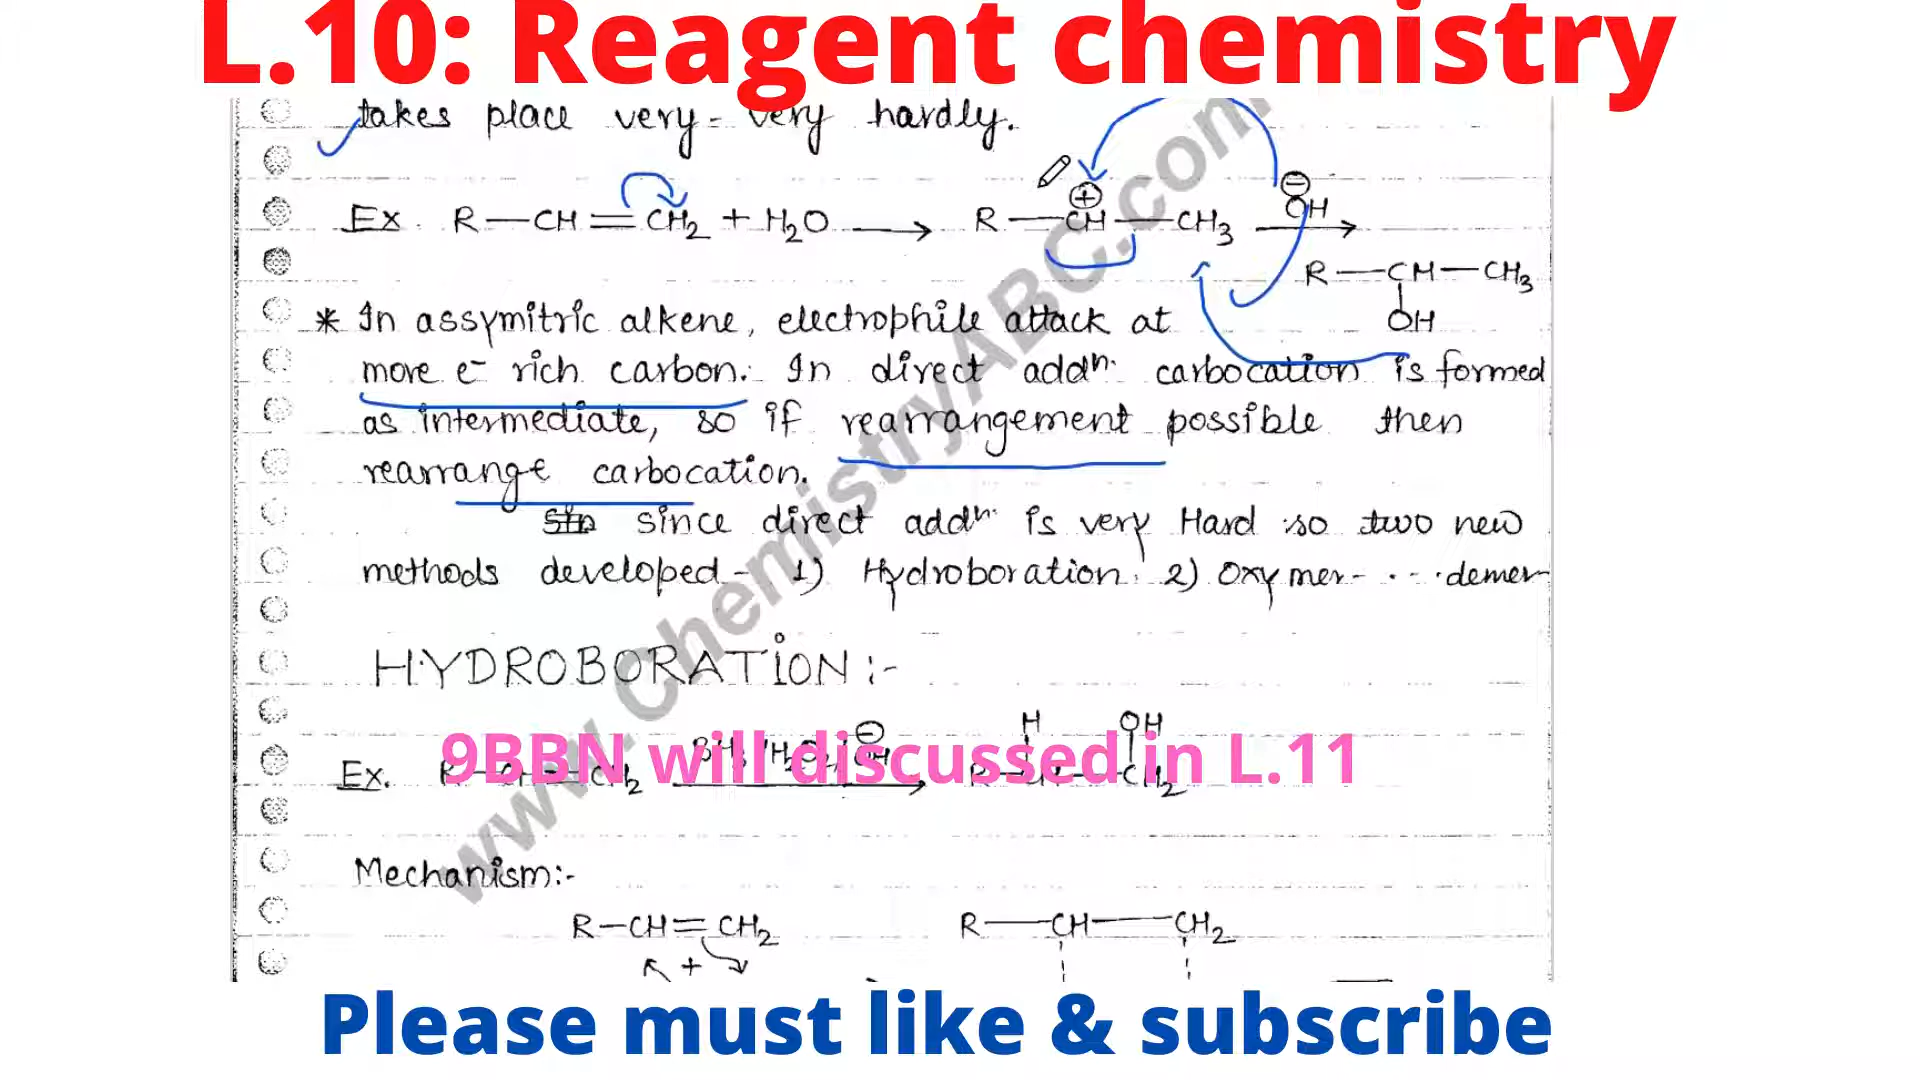 L.10: Reagent chemistry
takes place very-very hardly.
Ex. R—CH=CH₂ + H₂O ⟶ R—CH—CH₃ ⟶
⊕
⊖
OH
R—CH—CH₃
OH
* In assymitric alkene, electrophile attack at
more e⁻ rich carbon. In direct addⁿ. carbocation is formed
as intermediate, so if rearrangement possible then
rearrange carbocation.
since direct addⁿ. is very Hard so two new
methods developed - 1) Hydroboration 2) Oxymer- . . . demer
HYDROBORATION:-
H OH
⊖
9BBN will discussed in L.11
Ex. CH₂ CH₂
Mechanism:-
R—CH=CH₂ R—CH—CH₂
+
Please must like & subscribe
www.ChemistryABC.com